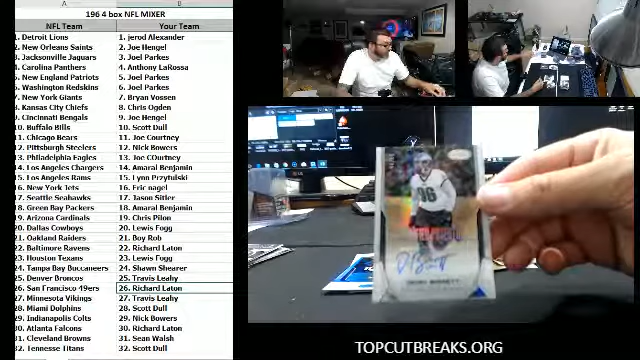 196 4 box NFL MIXER
NFL Team Your Team
1. Detroit Lions 1. jerod Alexander
2. New Orleans Saints 2. Joe Hengel
3. Jacksonville Jaguars 3. Joel Parkes
4. Carolina Panthers 4. Anthony LaRossa
5. New England Patriots 5. Joel Parkes
6. Washington Redskins 6. Joel Parkes
7. New York Giants 7. Bryan Vossen
8. Kansas City Chiefs 8. Chris Ogden
9. Cincinnati Bengals 9. Joe Hengel
10. Buffalo Bills 10. Scott Dull
11. Chicago Bears 11. Joe Courtney
12. Pittsburgh Steelers 12. Nick Bowers
13. Philadelphia Eagles 13. Joe COurtney
14. Los Angeles Chargers 14. Amaral Benjamin
15. Los Angeles Rams 15. Lynn Przytulski
16. New York Jets 16. Eric nagel
17. Seattle Seahawks 17. Jason Sitler
18. Green Bay Packers 18. Amaral Benjamin
19. Arizona Cardinals 19. Chris Pilon
20. Dallas Cowboys 20. Lewis Fogg
21. Oakland Raiders 21. Boy Rob
22. Baltimore Ravens 22. Richard Laton
23. Houston Texans 23. Lewis Fogg
24. Tampa Bay Buccaneers 24. Shawn Shearer
25. Denver Broncos 25. Travis Leahy
26. San Francisco 49ers 26. Richard Laton
27. Minnesota Vikings 27. Travis Leahy
28. Miami Dolphins 28. Scott Dull
29. Indianapolis Colts 29. Nick Bowers
30. Atlanta Falcons 30. Richard Laton
31. Cleveland Browns 31. Sean Walsh
32. Tennesse Titans 32. Scott Dull
TOPCUTBREAKS.ORG